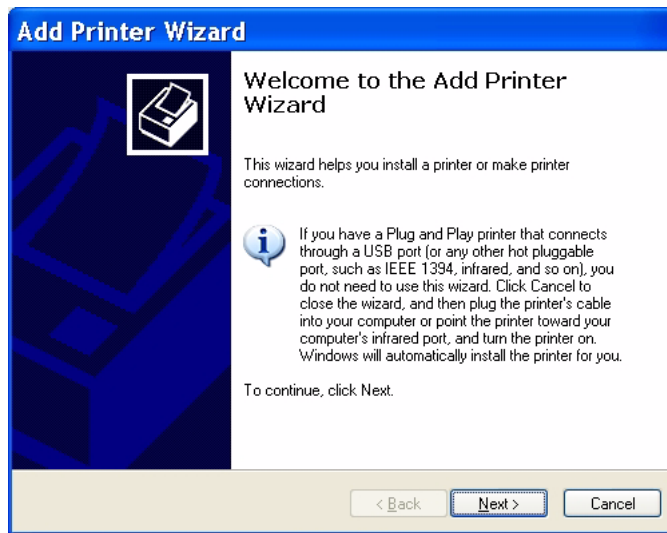 Add Printer Wizard
Welcome to the Add Printer
Wizard
This wizard helps you install a printer or make printer
connections.
If you have a Plug and Play printer that connects
through a USB port (or any other hot pluggable
port, such as IEEE 1394, infrared, and so on), you
do not need to use this wizard. Click Cancel to
close the wizard, and then plug the printer's cable
into your computer or point the printer toward your
computer's infrared port, and turn the printer on.
Windows will automatically install the printer for you.
To continue, click Next.
< Back Next > Cancel